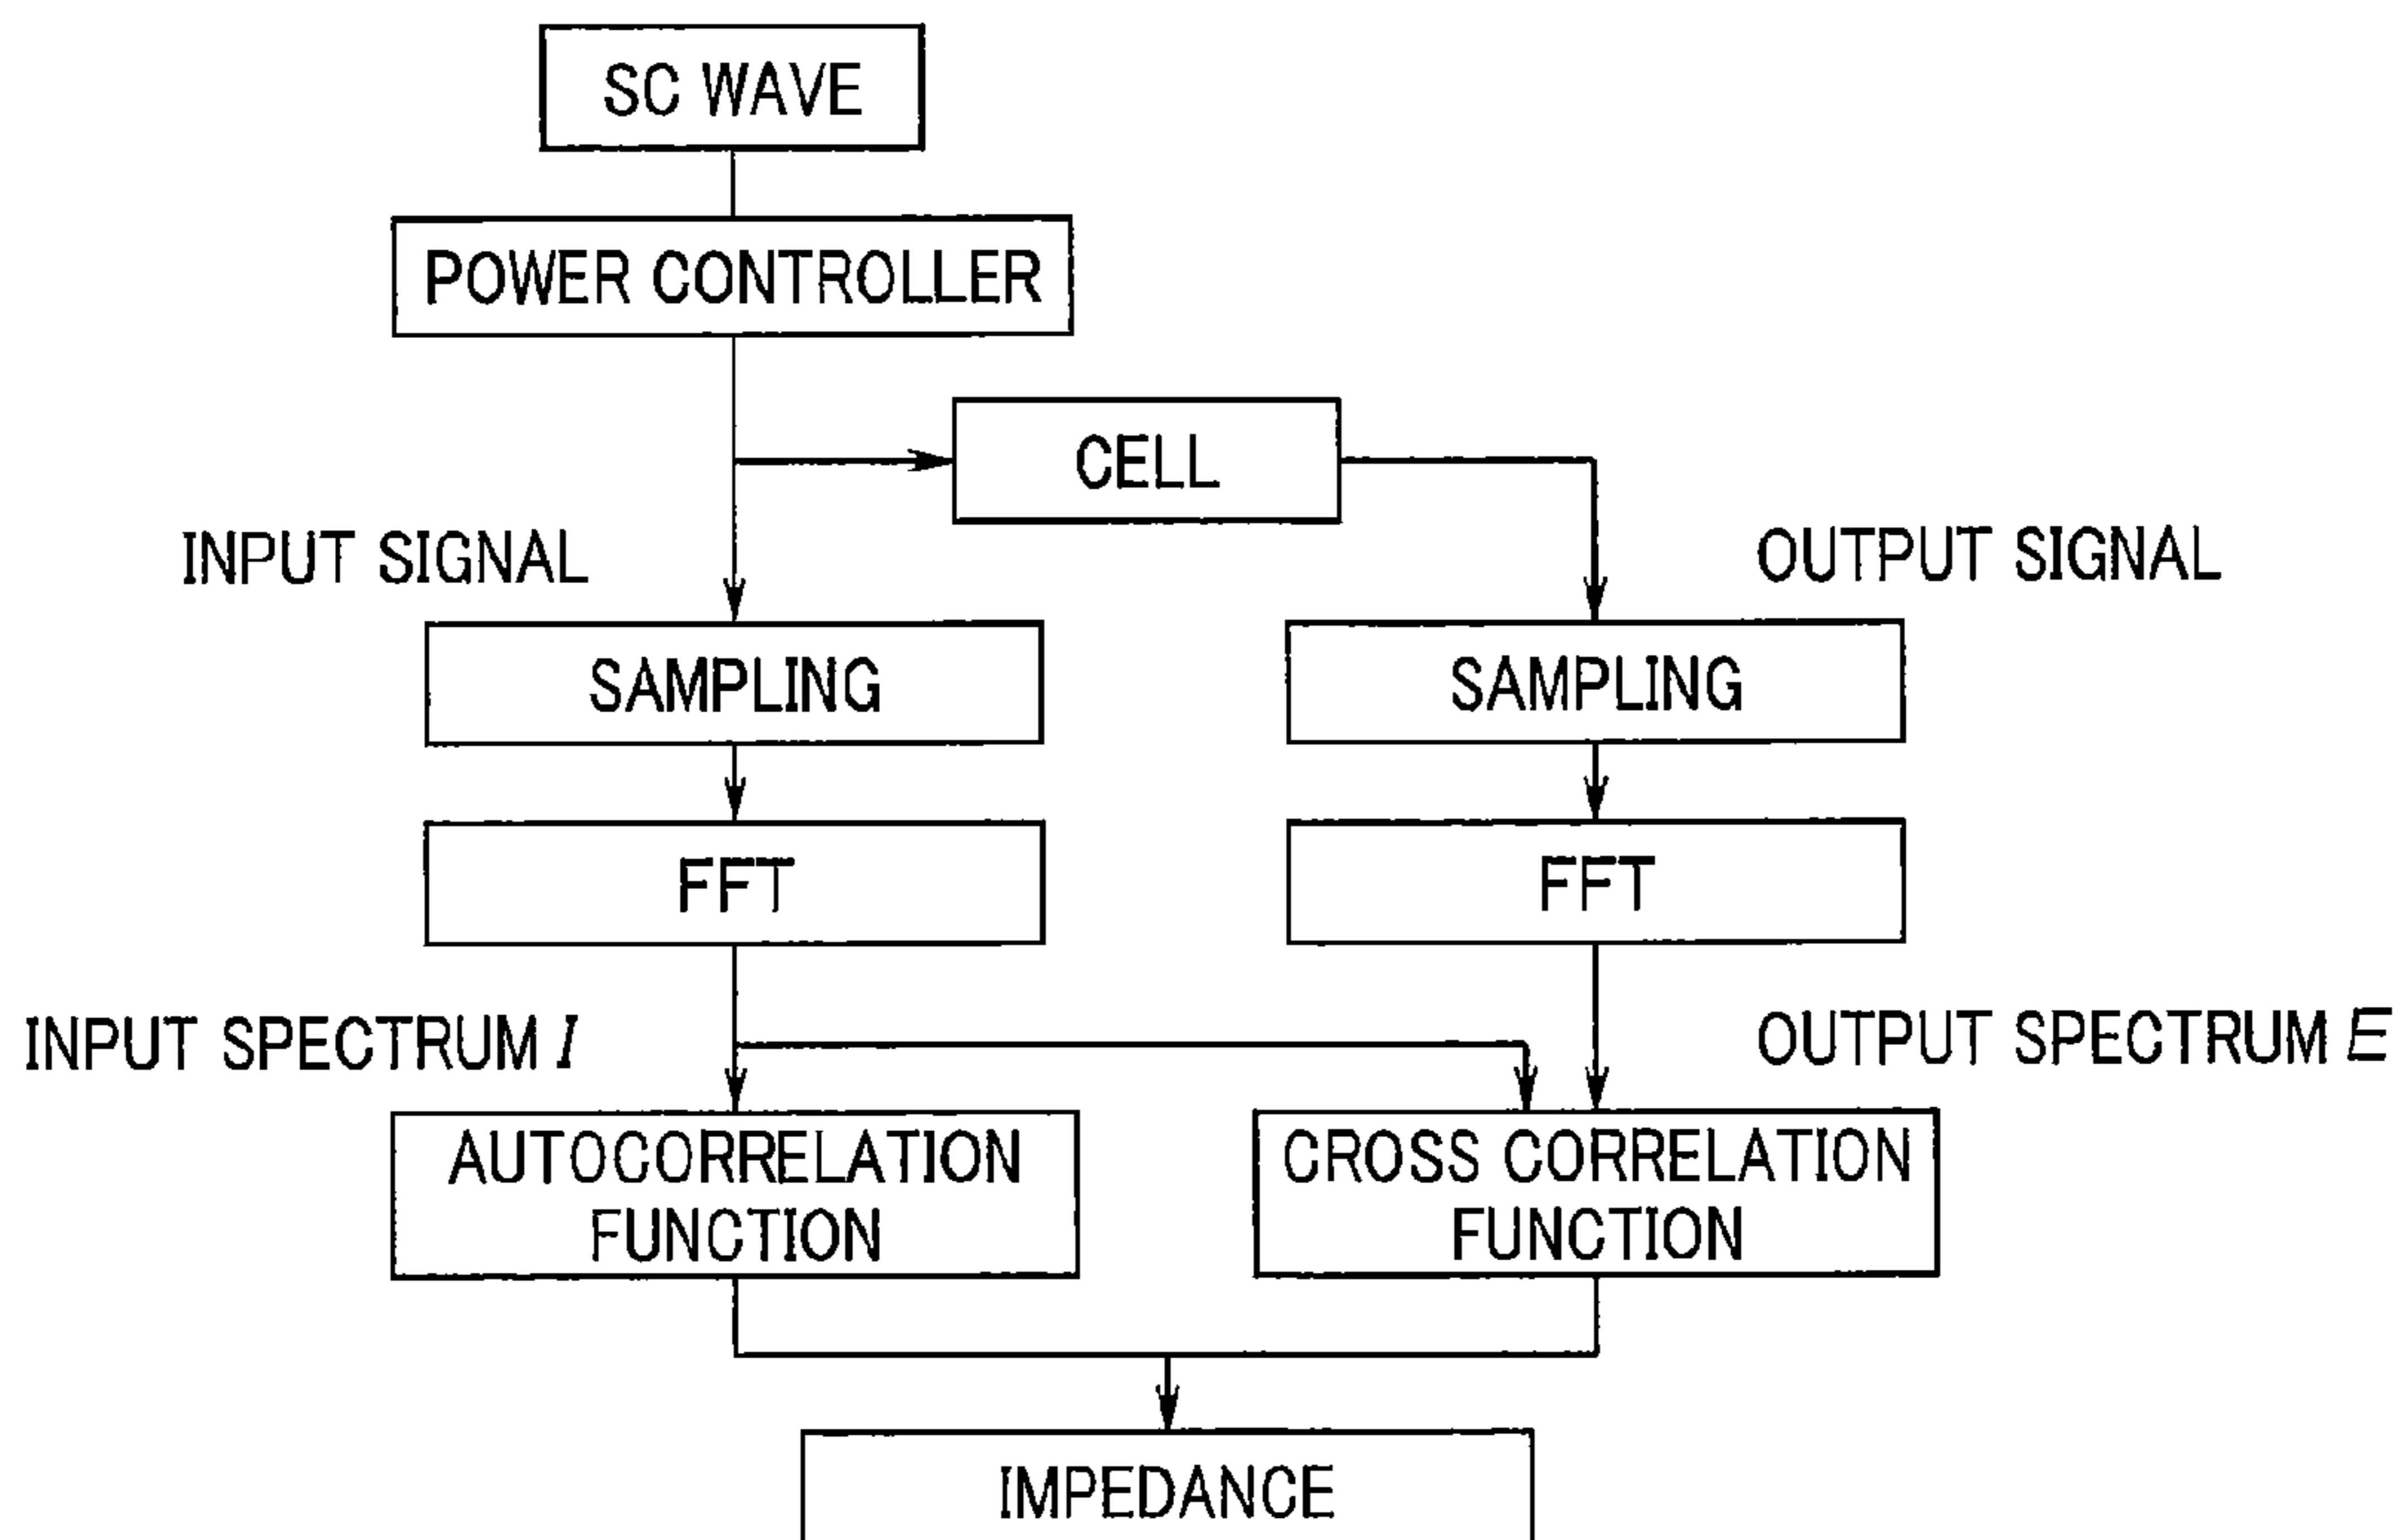 SC WAVE
POWER CONTROLLER
CELL
INPUT SIGNAL
OUTPUT SIGNAL
SAMPLING
SAMPLING
FFT
FFT
INPUT SPECTRUM I
OUTPUT SPECTRUM E
AUTOCORRELATION
FUNCTION
CROSS CORRELATION
FUNCTION
IMPEDANCE